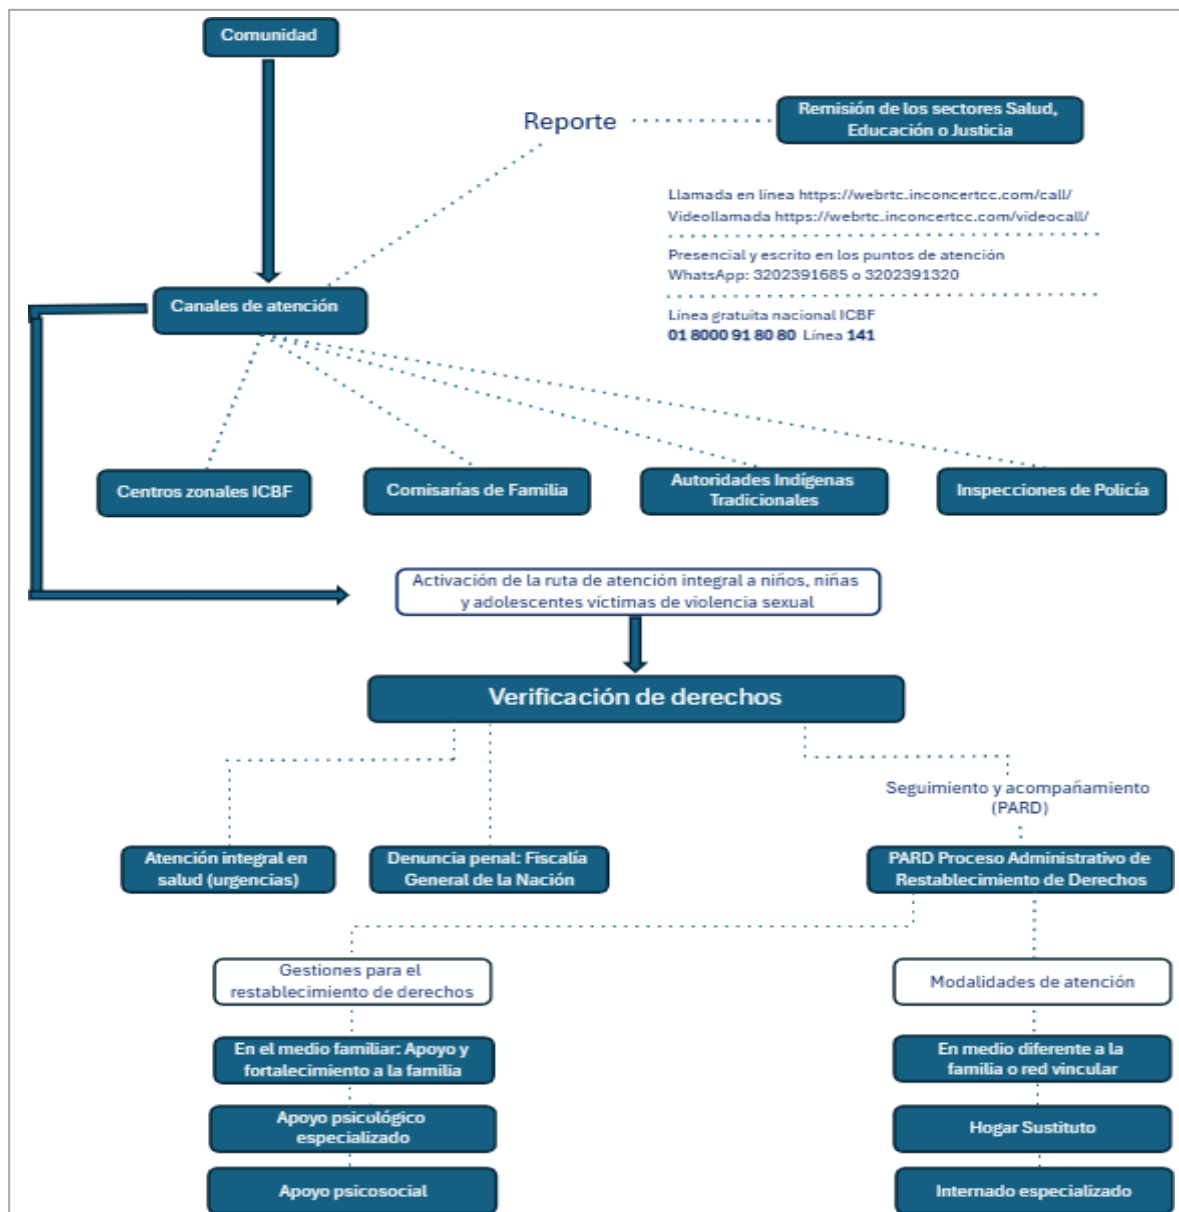 Comunidad
Reporte
Remisión de los sectores Salud,
Educación o Justicia
Llamada en línea https://webrtc.inconcertcc.com/call/
Videollamada https://webrtc.inconcertcc.com/videocall/
Presencial y escrito en los puntos de atención
WhatsApp: 3202391685 o 3202391320
Línea gratuita nacional ICBF
01 8000 91 80 80 Línea 141
Canales de atención
Centros zonales ICBF
Comisarías de Familia
Autoridades Indígenas
Tradicionales
Inspecciones de Policía
Activación de la ruta de atención integral a niños, niñas
y adolescentes víctimas de violencia sexual
Verificación de derechos
Seguimiento y acompañamiento
(PARD)
Atención integral en
salud (urgencias)
Denuncia penal: Fiscalía
General de la Nación
PARD Proceso Administrativo de
Restablecimiento de Derechos
Gestiones para el
restablecimiento de derechos
Modalidades de atención
En el medio familiar: Apoyo y
fortalecimiento a la familia
En medio diferente a la
familia o red vincular
Apoyo psicológico
especializado
Hogar Sustituto
Apoyo psicosocial
Internado especializado